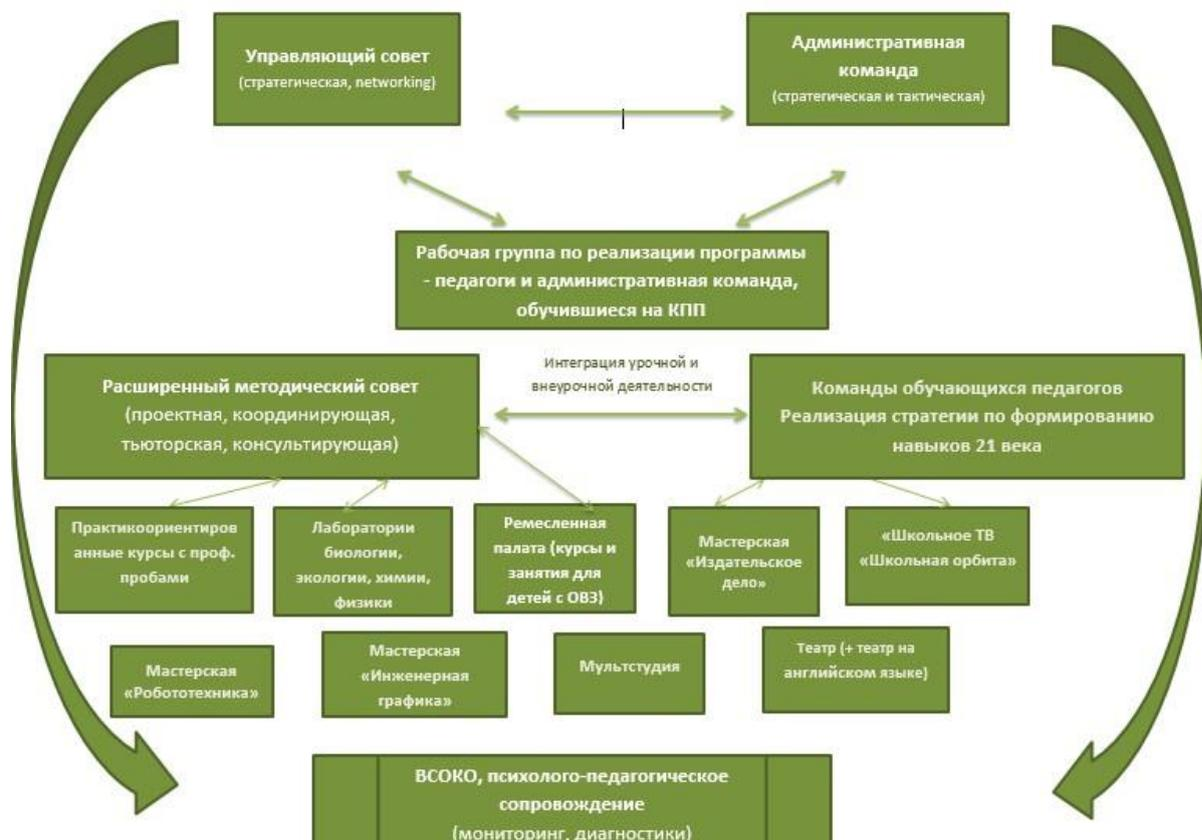 Управляющий совет
(стратегическая, networking)
Административная
команда
(стратегическая и тактическая)
Рабочая группа по реализации программы
- педагоги и административная команда,
обучившиеся на КПП
Расширенный методический совет
(проектная, координирующая,
тьюторская, консультирующая)
Интеграция урочной и
внеурочной деятельности
Команды обучающихся педагогов
Реализация стратегии по формированию
навыков 21 века
Практикоориентиров
анные курсы с проф.
пробами
Лаборатории
биологии,
экологии, химии,
физики
Ремесленная
палата (курсы и
занятия для
детей с ОВЗ)
Мастерская
«Издательское
дело»
«Школьное ТВ
«Школьная орбита»
Мастерская
«Робототехника»
Мастерская
«Инженерная
графика»
Мультстудия
Театр (+ театр на
английском языке)
ВСОКО, психолого-педагогическое
сопровождение
(мониторинг, диагностики)